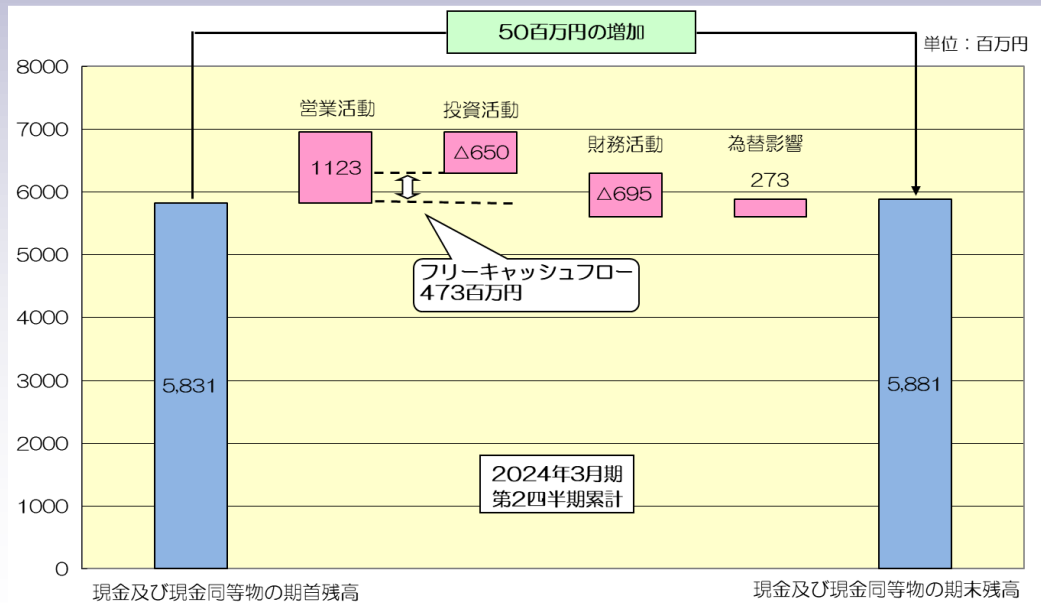 50百万円の増加
単位：百万円
8000
7000
6000
5000
4000
3000
2000
1000
0
営業活動
1123
投資活動
△650
財務活動
△695
為替影響
273
フリーキャッシュフロー
473百万円
5,831
5,881
2024年3月期
第2四半期累計
現金及び現金同等物の期首残高
現金及び現金同等物の期末残高